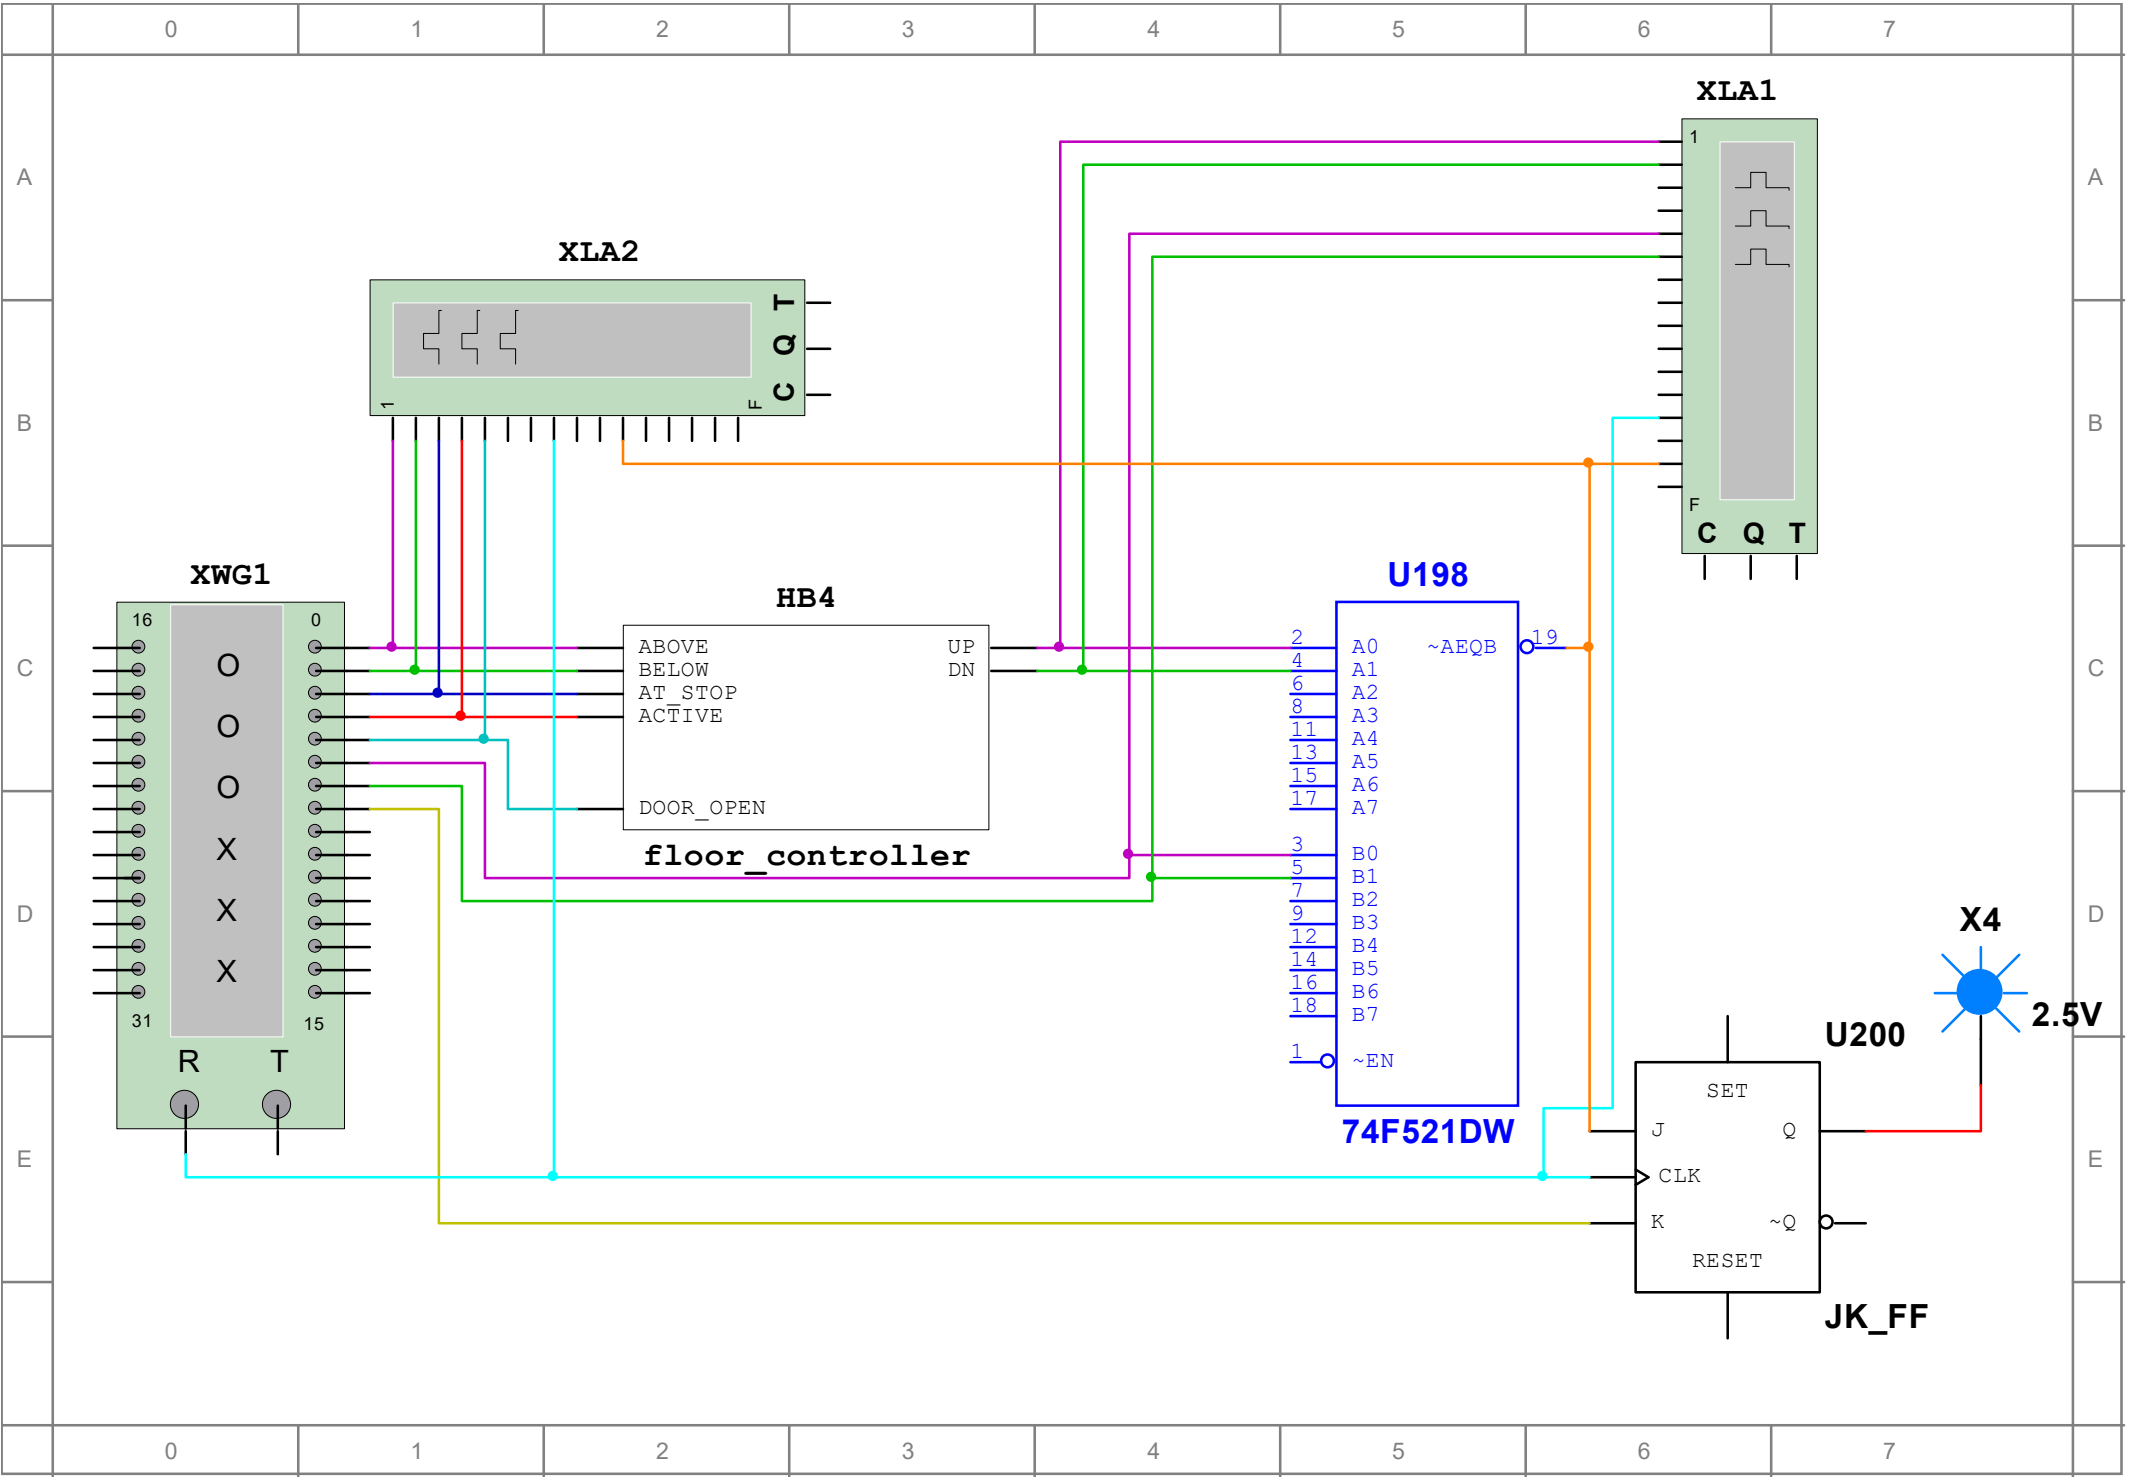 0 1 2 3 4 5 6 7
XLA1
1
A A
XLA2
T
Q
C
1 F
B B
F
C Q T
XWG1
HB4
U198
16 0
ABOVE UP
BELOW DN
AT_STOP
ACTIVE
DOOR_OPEN
floor_controller
2 A0 ~AEQB 19
4 A1
6 A2
8 A3
11 A4
13 A5
15 A6
17 A7
3 B0
5 B1
7 B2
9 B3
12 B4
14 B5
16 B6
18 B7
1 ~EN
74F521DW
C C
O
O
O
X
X
X
31 15
R T
D D
X4
2.5V
U200
SET
J Q
CLK
K ~Q
RESET
JK_FF
E E
0 1 2 3 4 5 6 7